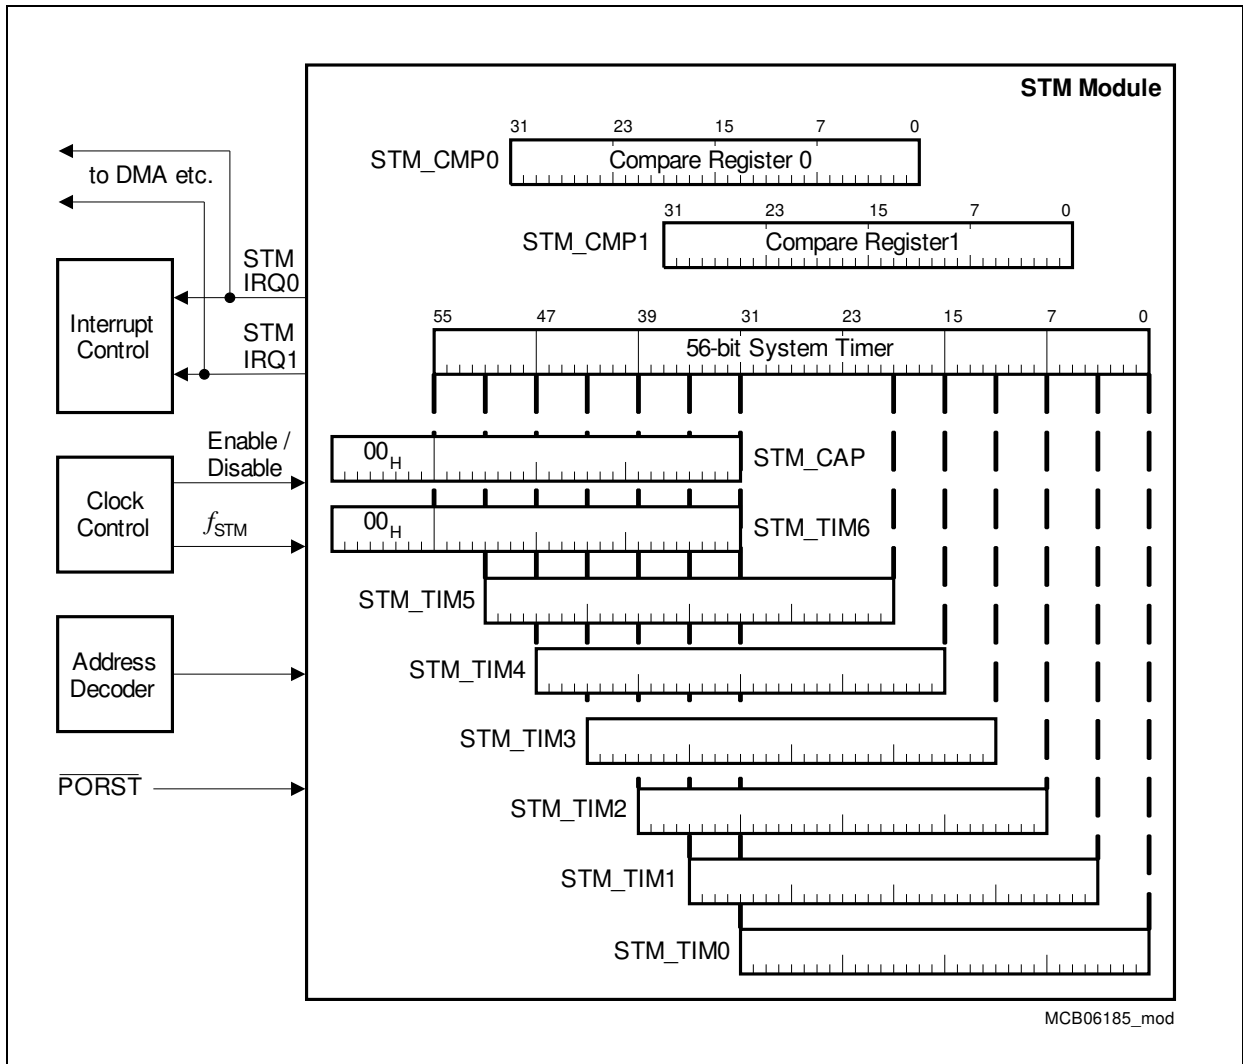 STM Module
31 23 15 7 0
STM_CMP0 Compare Register 0
to DMA etc.
31 23 15 7 0
STM_CMP1 Compare Register1
STM
IRQ0
Interrupt
Control
STM
IRQ1
55 47 39 31 23 15 7 0
56-bit System Timer
Enable /
Disable
00H STM_CAP
Clock
Control
fSTM
00H STM_TIM6
STM_TIM5
Address
Decoder
STM_TIM4
STM_TIM3
PORST
STM_TIM2
STM_TIM1
STM_TIM0
MCB06185_mod